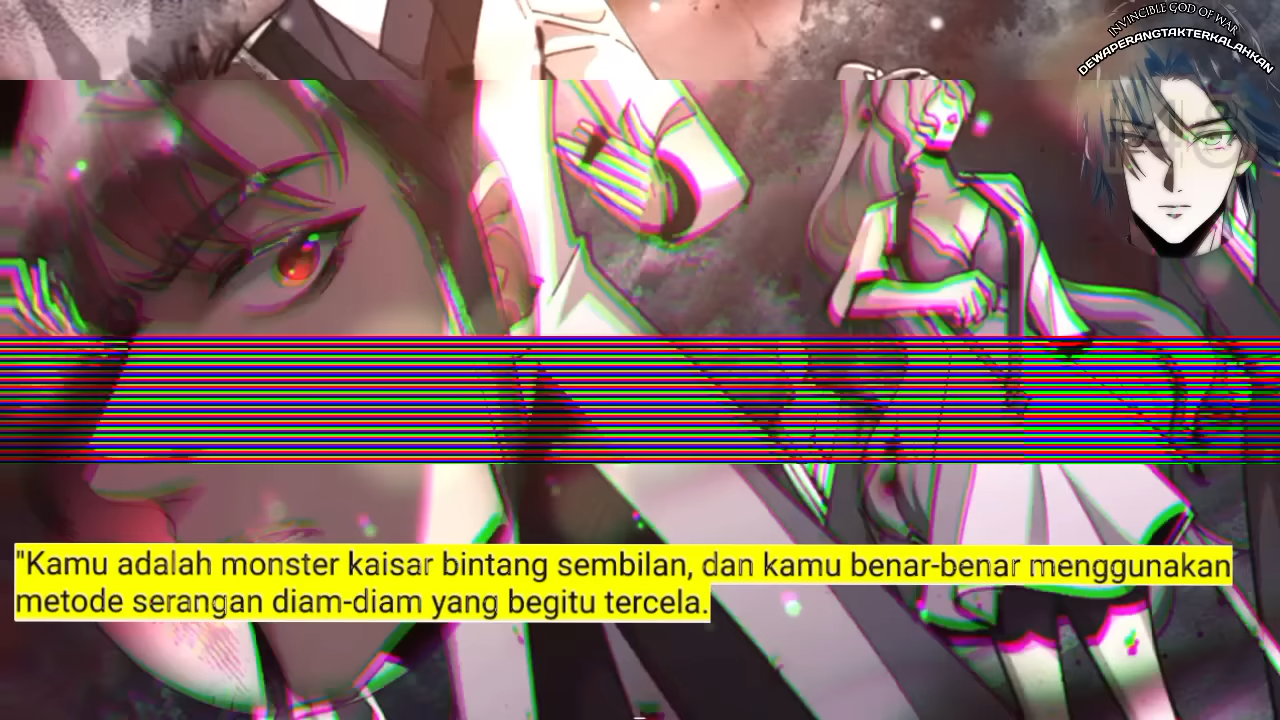 INVINCIBLE GOD OF WAR
DEWAPERANGTAKTERKALAHKAN
"Kamu adalah monster kaisar bintang sembilan, dan kamu benar-benar menggunakan
metode serangan diam-diam yang begitu tercela.